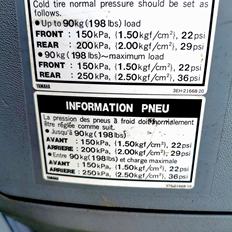 Cold tire normal pressure should be set as
follows.
• Up to 90kg (198 lbs) load
FRONT : 150kPa, {1.50kgf/cm²}, 22psi
REAR : 200kPa, {2.00kgf/cm²}, 29psi
• 90kg (198 lbs)~maximum load
FRONT : 150kPa, {1.50kgf/cm²}, 22psi
REAR : 250kPa, {2.50kgf/cm²}, 36psi
YAMAHA
INFORMATION PNEU
La pression des pneus à froid doit normalement
être réglée comme suit.
• Jusqu'à 90kg (198lbs)
AVANT : 150kPa, {1.50kgf/cm²}, 22psi
ARRIERE : 200kPa, {2.00kgf/cm²}, 29psi
• Entre 90kg (198lbs) et charge maximale
AVANT : 150kPa, {1.50kgf/cm²}, 22psi
ARRIERE : 250kPa, {2.50kgf/cm²}, 36psi
YAMAHA